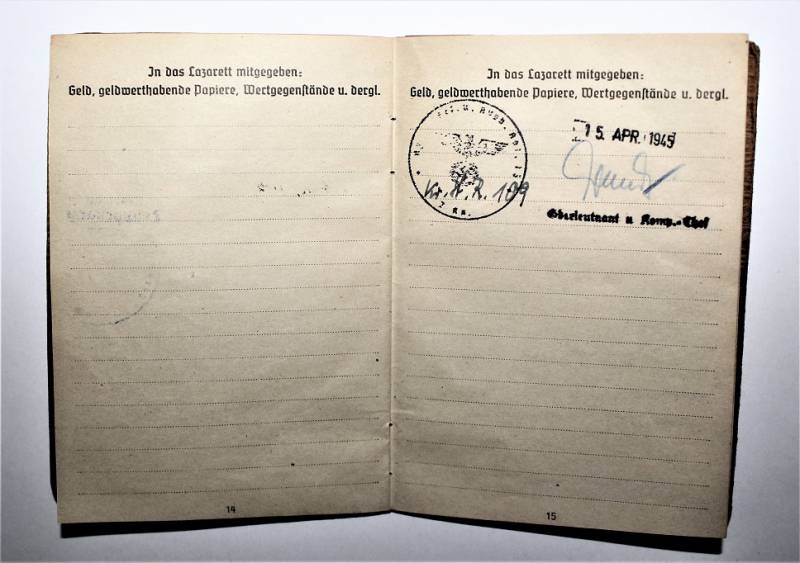 In das Lazarett mitgegeben:
Geld, geldwerthabende Papiere, Wertgegenstände u. dergl.
14
In das Lazarett mitgegeben:
Geld, geldwerthabende Papiere, Wertgegenstände u. dergl.
15. APR. 1945
109
Oberleutnant u Komp.-Chef
15